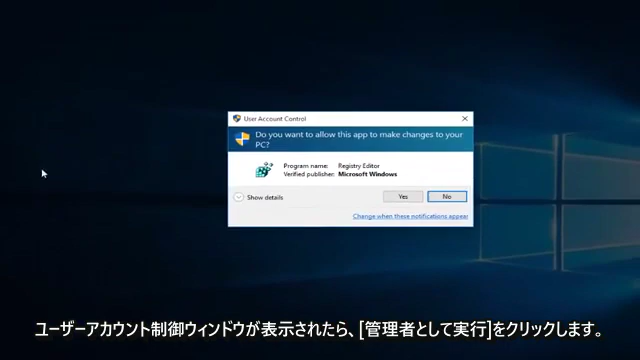 User Account Control
Do you want to allow this app to make changes to your
PC?
Program name: Registry Editor
Verified publisher: Microsoft Windows
Show details
Yes
No
Change when these notifications appear
ユーザーアカウント制御ウィンドウが表示されたら、[管理者として実行]をクリックします。